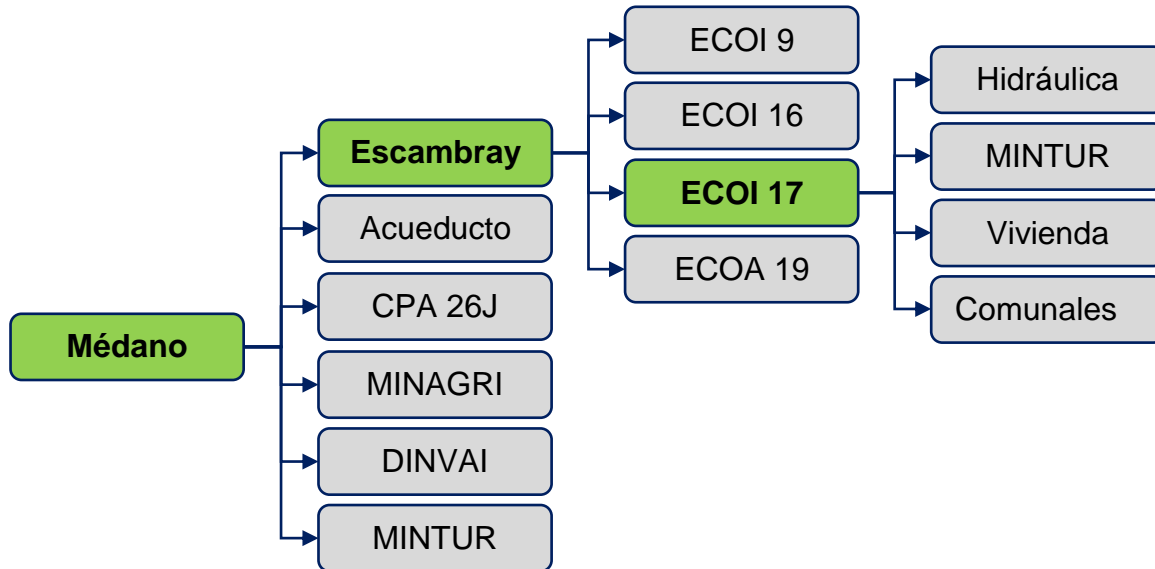 Médano
Escambray
Acueducto
CPA 26J
MINAGRI
DINVAI
MINTUR
ECOI 9
ECOI 16
ECOI 17
ECOA 19
Hidráulica
MINTUR
Vivienda
Comunales